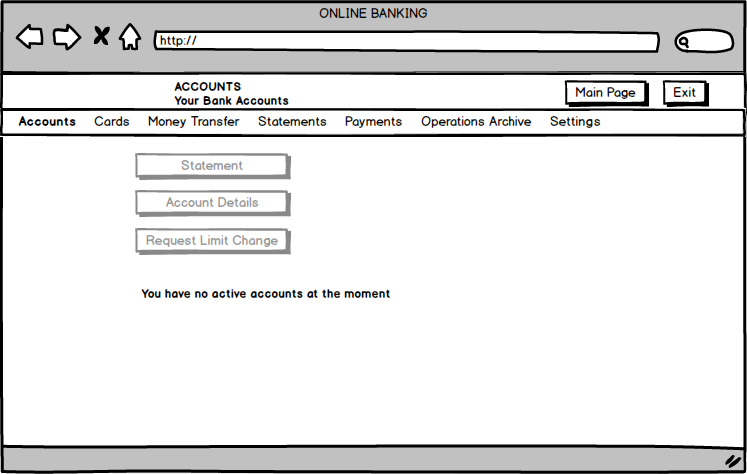 ONLINE BANKING
http://
ACCOUNTS
Your Bank Accounts
Main Page
Exit
Accounts Cards Money Transfer Statements Payments Operations Archive Settings
Statement
Account Details
Request Limit Change
You have no active accounts at the moment